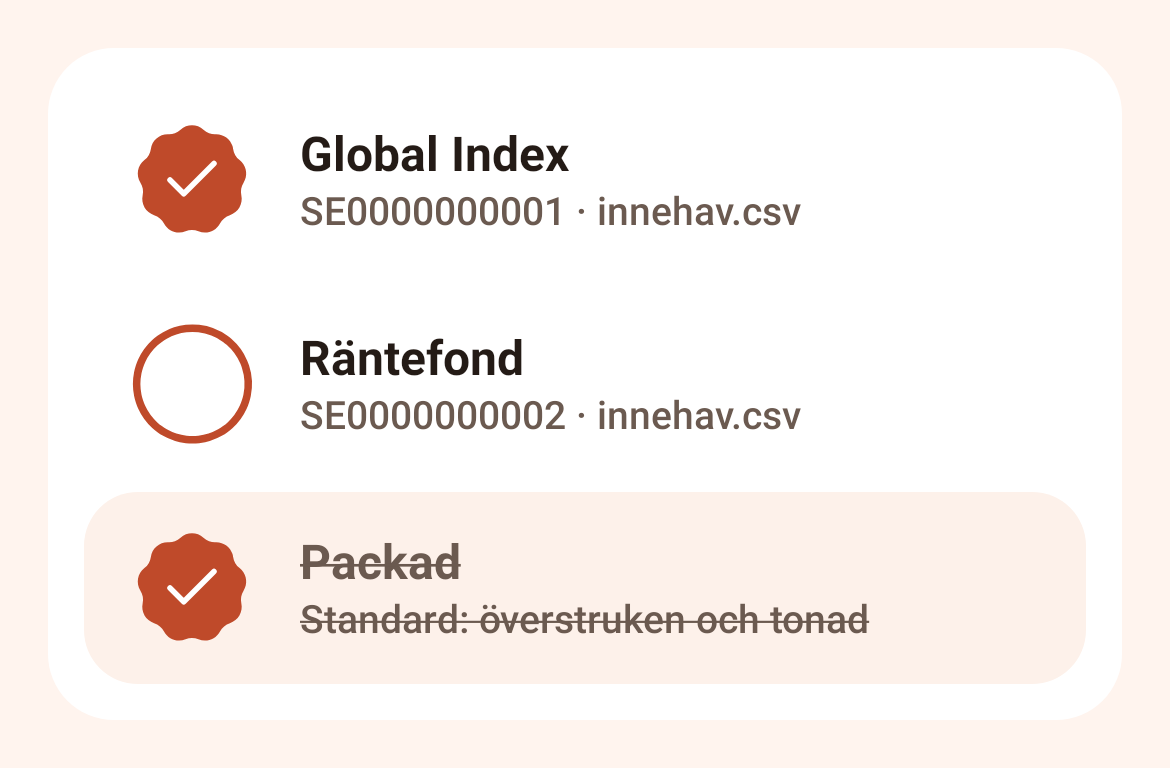 Global Index
SE0000000001 · innehav.csv
Räntefond
SE0000000002 · innehav.csv
Packad
Standard: överstruken och tonad